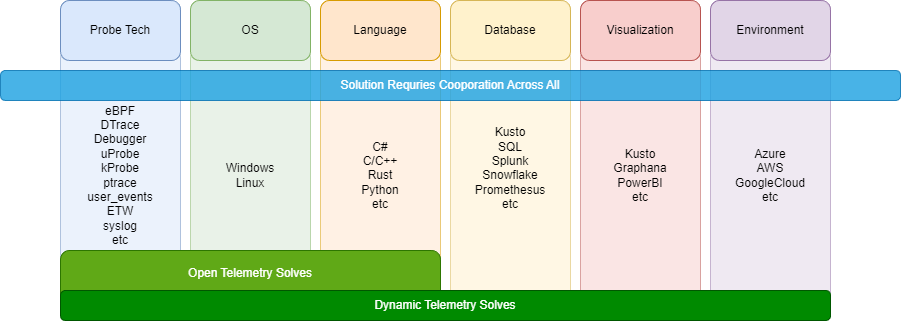 Probe Tech
OS
Language
Database
Visualization
Environment
Solution Requries Cooporation Across All
eBPF
DTrace
Debugger
uProbe
kProbe
ptrace
user_events
ETW
syslog
etc
Windows
Linux
C#
C/C++
Rust
Python
etc
Kusto
SQL
Splunk
Snowflake
Promethesus
etc
Kusto
Graphana
PowerBI
etc
Azure
AWS
GoogleCloud
etc
Open Telemetry Solves
Dynamic Telemetry Solves